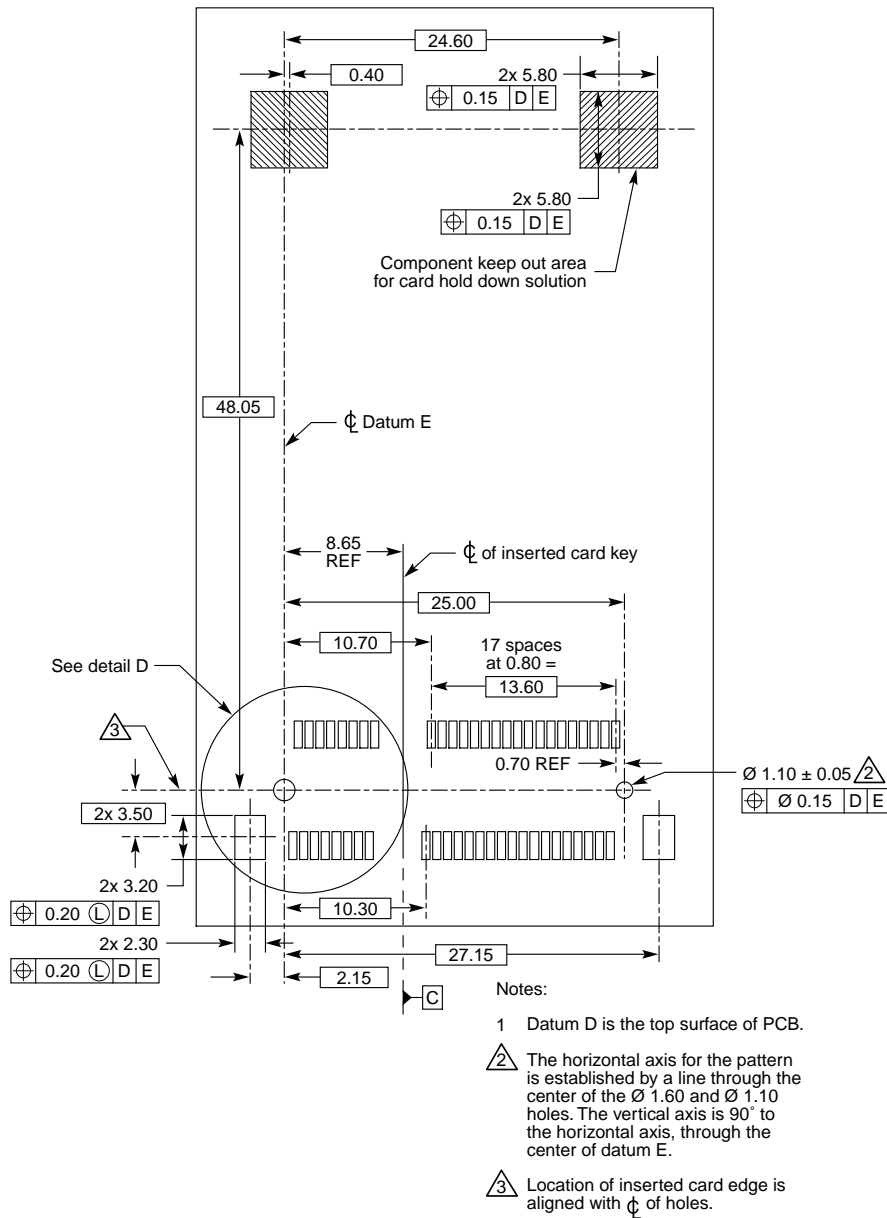 24.60
0.40
2x 5.80
⌖ 0.15 D E
2x 5.80
⌖ 0.15 D E
Component keep out area
for card hold down solution
48.05
℄ Datum E
8.65
REF
℄ of inserted card key
25.00
10.70
17 spaces
at 0.80 =
13.60
See detail D
3
0.70 REF
Ø 1.10 ± 0.05 2
⌖ Ø 0.15 D E
2x 3.50
2x 3.20
⌖ 0.20 Ⓛ D E
10.30
2x 2.30
⌖ 0.20 Ⓛ D E
27.15
2.15
C
Notes:
1 Datum D is the top surface of PCB.
2 The horizontal axis for the pattern
is established by a line through the
center of the Ø 1.60 and Ø 1.10
holes. The vertical axis is 90° to
the horizontal axis, through the
center of datum E.
3 Location of inserted card edge is
aligned with ℄ of holes.